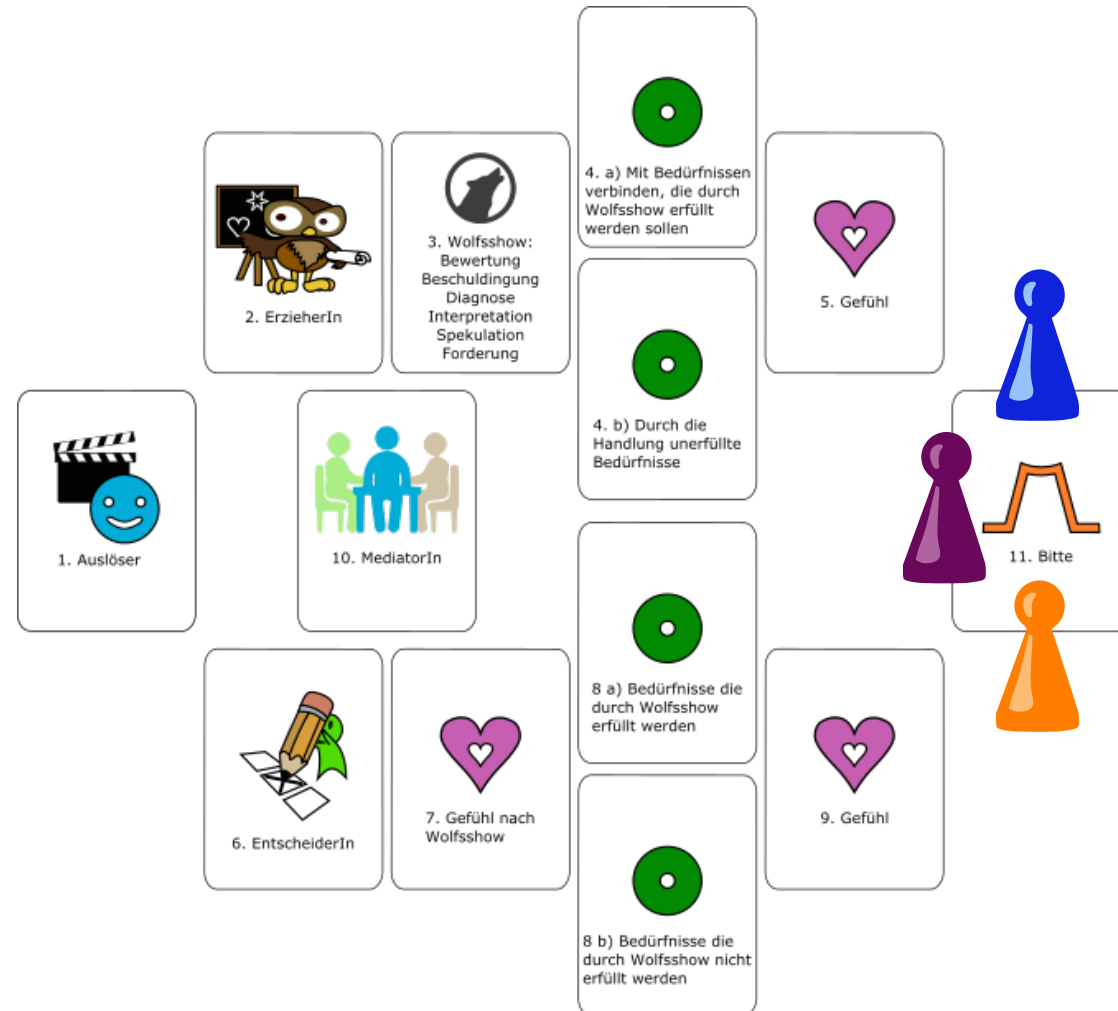 1. Auslöser
2. ErzieherIn
3. Wolfsshow:
Bewertung
Beschuldingung
Diagnose
Interpretation
Spekulation
Forderung
4. a) Mit Bedürfnissen
verbinden, die durch
Wolfsshow erfüllt
werden sollen
4. b) Durch die
Handlung unerfüllte
Bedürfnisse
5. Gefühl
6. EntscheiderIn
7. Gefühl nach
Wolfsshow
8 a) Bedürfnisse die
durch Wolfsshow
erfüllt werden
8 b) Bedürfnisse die
durch Wolfsshow nicht
erfüllt werden
9. Gefühl
10. MediatorIn
11. Bitte